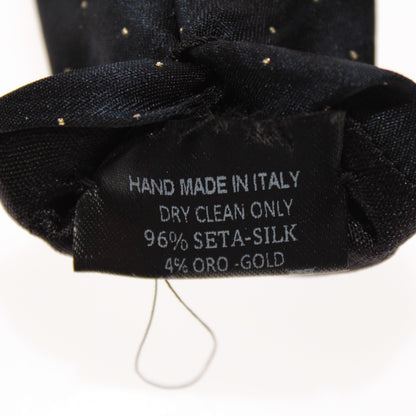 HAND MADE IN ITALY
DRY CLEAN ONLY
96% SETA-SILK
4% ORO -GOLD